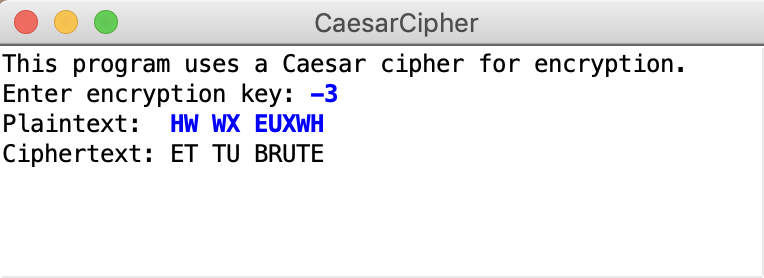 CaesarCipher
This program uses a Caesar cipher for encryption.
Enter encryption key: -3
Plaintext:  HW WX EUXWH
Ciphertext: ET TU BRUTE